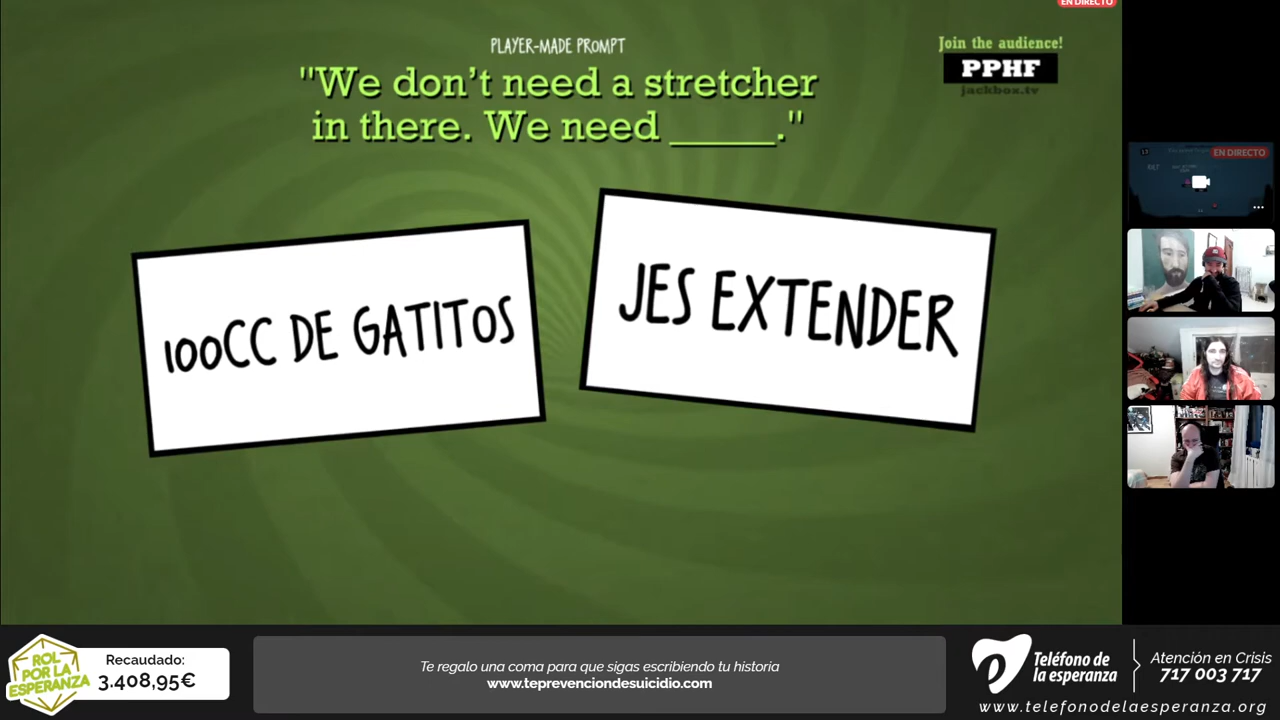 EN DIRECTO
PLAYER-MADE PROMPT
"We don't need a stretcher
in there. We need _____."
Join the audience!
PPHF
jackbox.tv
EN DIRECTO
100CC DE GATITOS
JES EXTENDER
ROL
POR LA
ESPERANZA
Recaudado:
3.408,95€
Te regalo una coma para que sigas escribiendo tu historia
www.teprevenciondesuicidio.com
Teléfono de
la esperanza
Atención en Crisis
717 003 717
www.telefonodelaesperanza.org